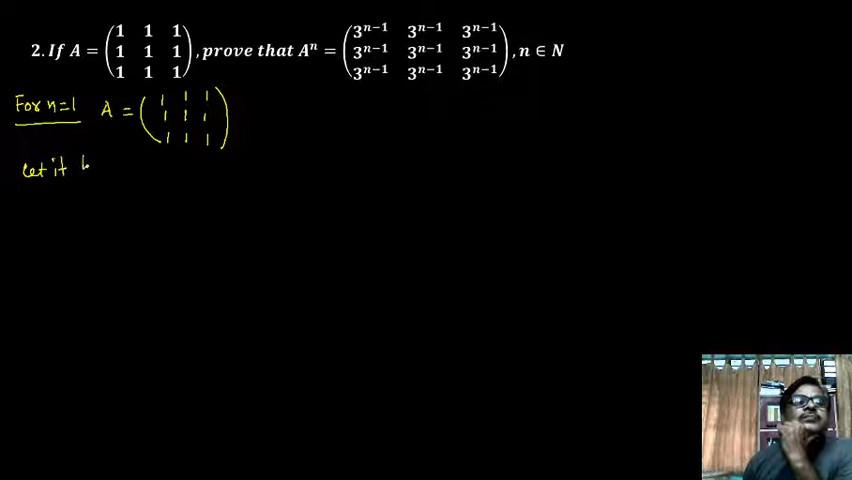 2. If A = (1 1 1
1 1 1
1 1 1), prove that Aⁿ = (3ⁿ⁻¹ 3ⁿ⁻¹ 3ⁿ⁻¹
3ⁿ⁻¹ 3ⁿ⁻¹ 3ⁿ⁻¹
3ⁿ⁻¹ 3ⁿ⁻¹ 3ⁿ⁻¹), n ∈ N
For n=1 A = (1 1 1
1 1 1
1 1 1)
Let it